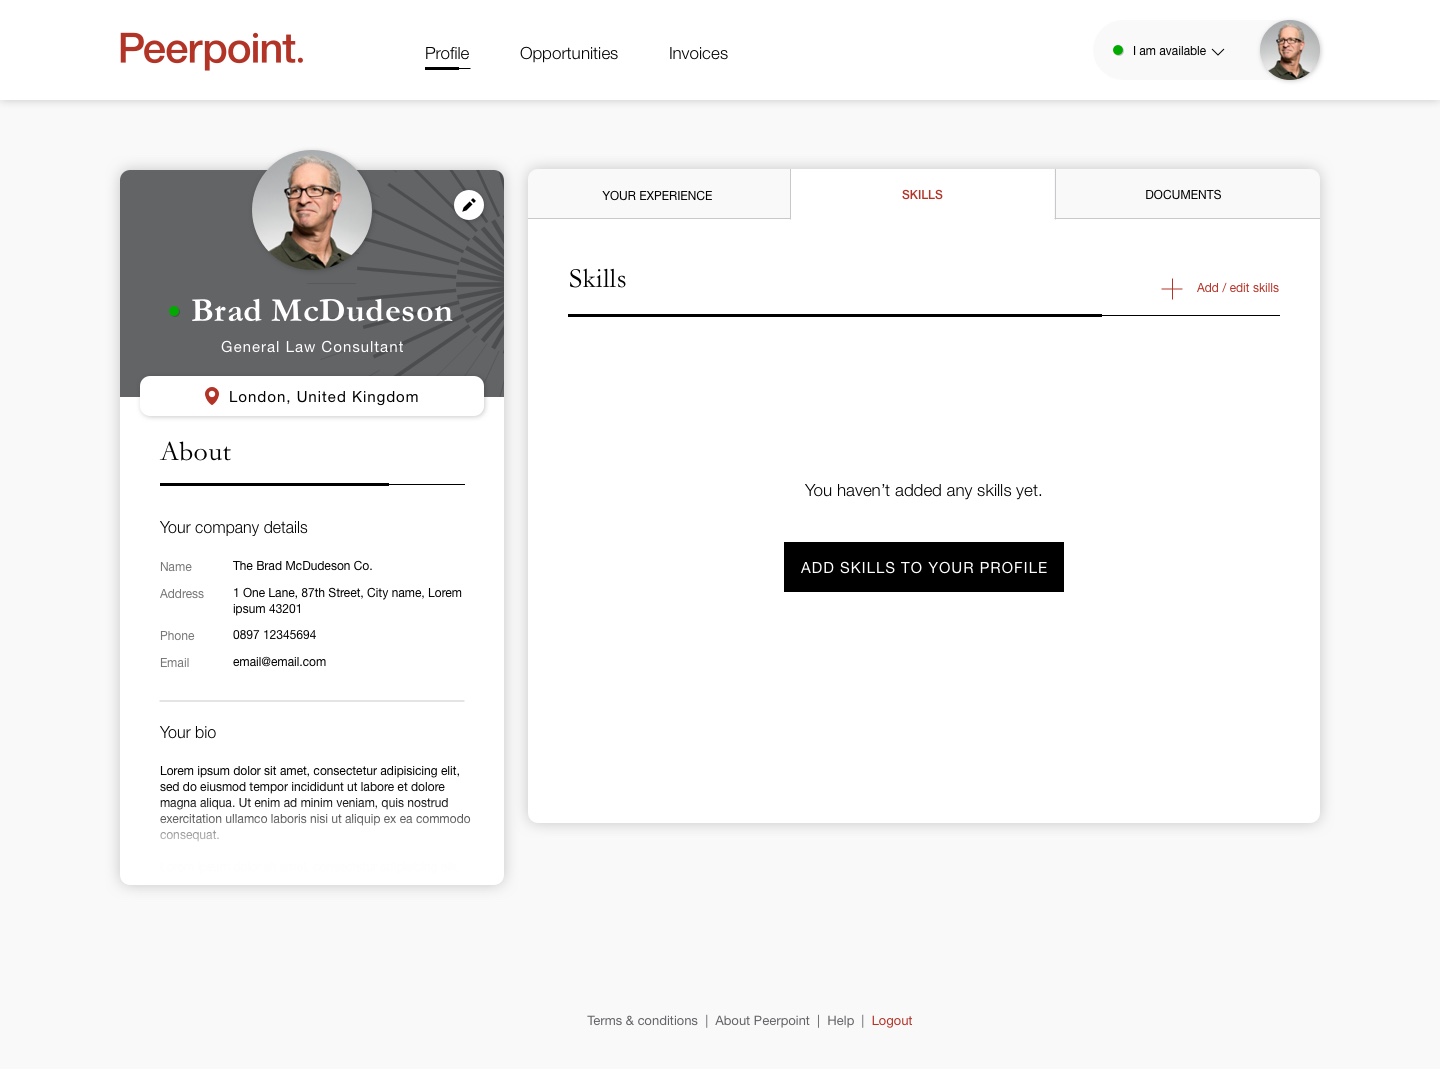 Peerpoint.
Profile
Opportunities
Invoices
I am available
Brad McDudeson
General Law Consultant
London, United Kingdom
About
Your company details
Name The Brad McDudeson Co.
Address 1 One Lane, 87th Street, City name, Lorem
ipsum 43201
Phone 0897 12345694
Email email@email.com
Your bio
Lorem ipsum dolor sit amet, consectetur adipisicing elit,
sed do eiusmod tempor incididunt ut labore et dolore
magna aliqua. Ut enim ad minim veniam, quis nostrud
exercitation ullamco laboris nisi ut aliquip ex ea commodo
consequat.
YOUR EXPERIENCE
SKILLS
DOCUMENTS
Skills
Add / edit skills
You haven’t added any skills yet.
ADD SKILLS TO YOUR PROFILE
Terms & conditions | About Peerpoint | Help | Logout